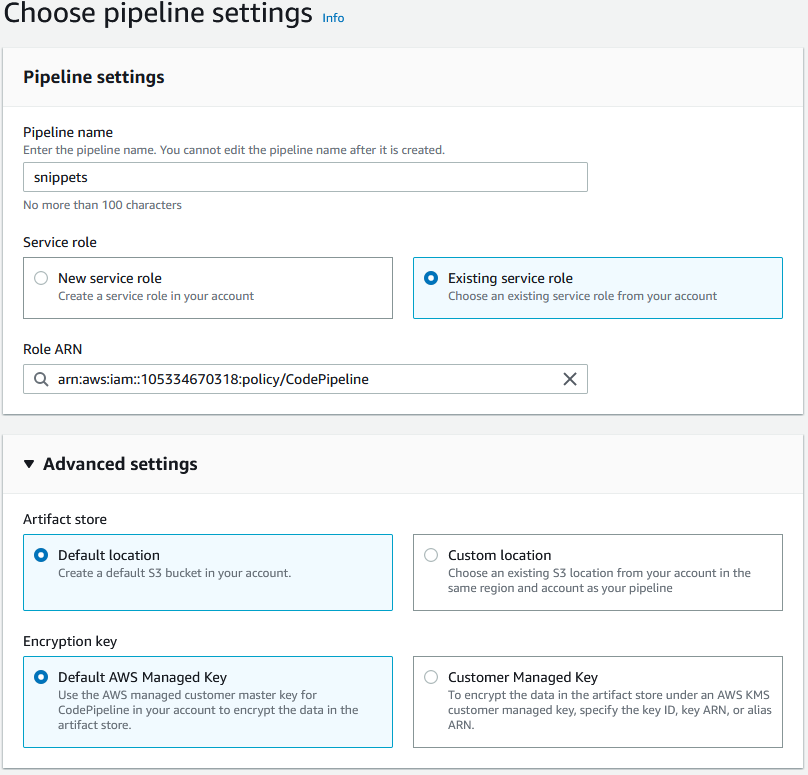 Choose pipeline settings Info
Pipeline settings
Pipeline name
Enter the pipeline name. You cannot edit the pipeline name after it is created.
snippets
No more than 100 characters
Service role
New service role
Create a service role in your account
Existing service role
Choose an existing service role from your account
Role ARN
arn:aws:iam::105334670318:policy/CodePipeline
Advanced settings
Artifact store
Default location
Create a default S3 bucket in your account.
Custom location
Choose an existing S3 location from your account in the
same region and account as your pipeline
Encryption key
Default AWS Managed Key
Use the AWS managed customer master key for
CodePipeline in your account to encrypt the data in the
artifact store.
Customer Managed Key
To encrypt the data in the artifact store under an AWS KMS
customer managed key, specify the key ID, key ARN, or alias
ARN.